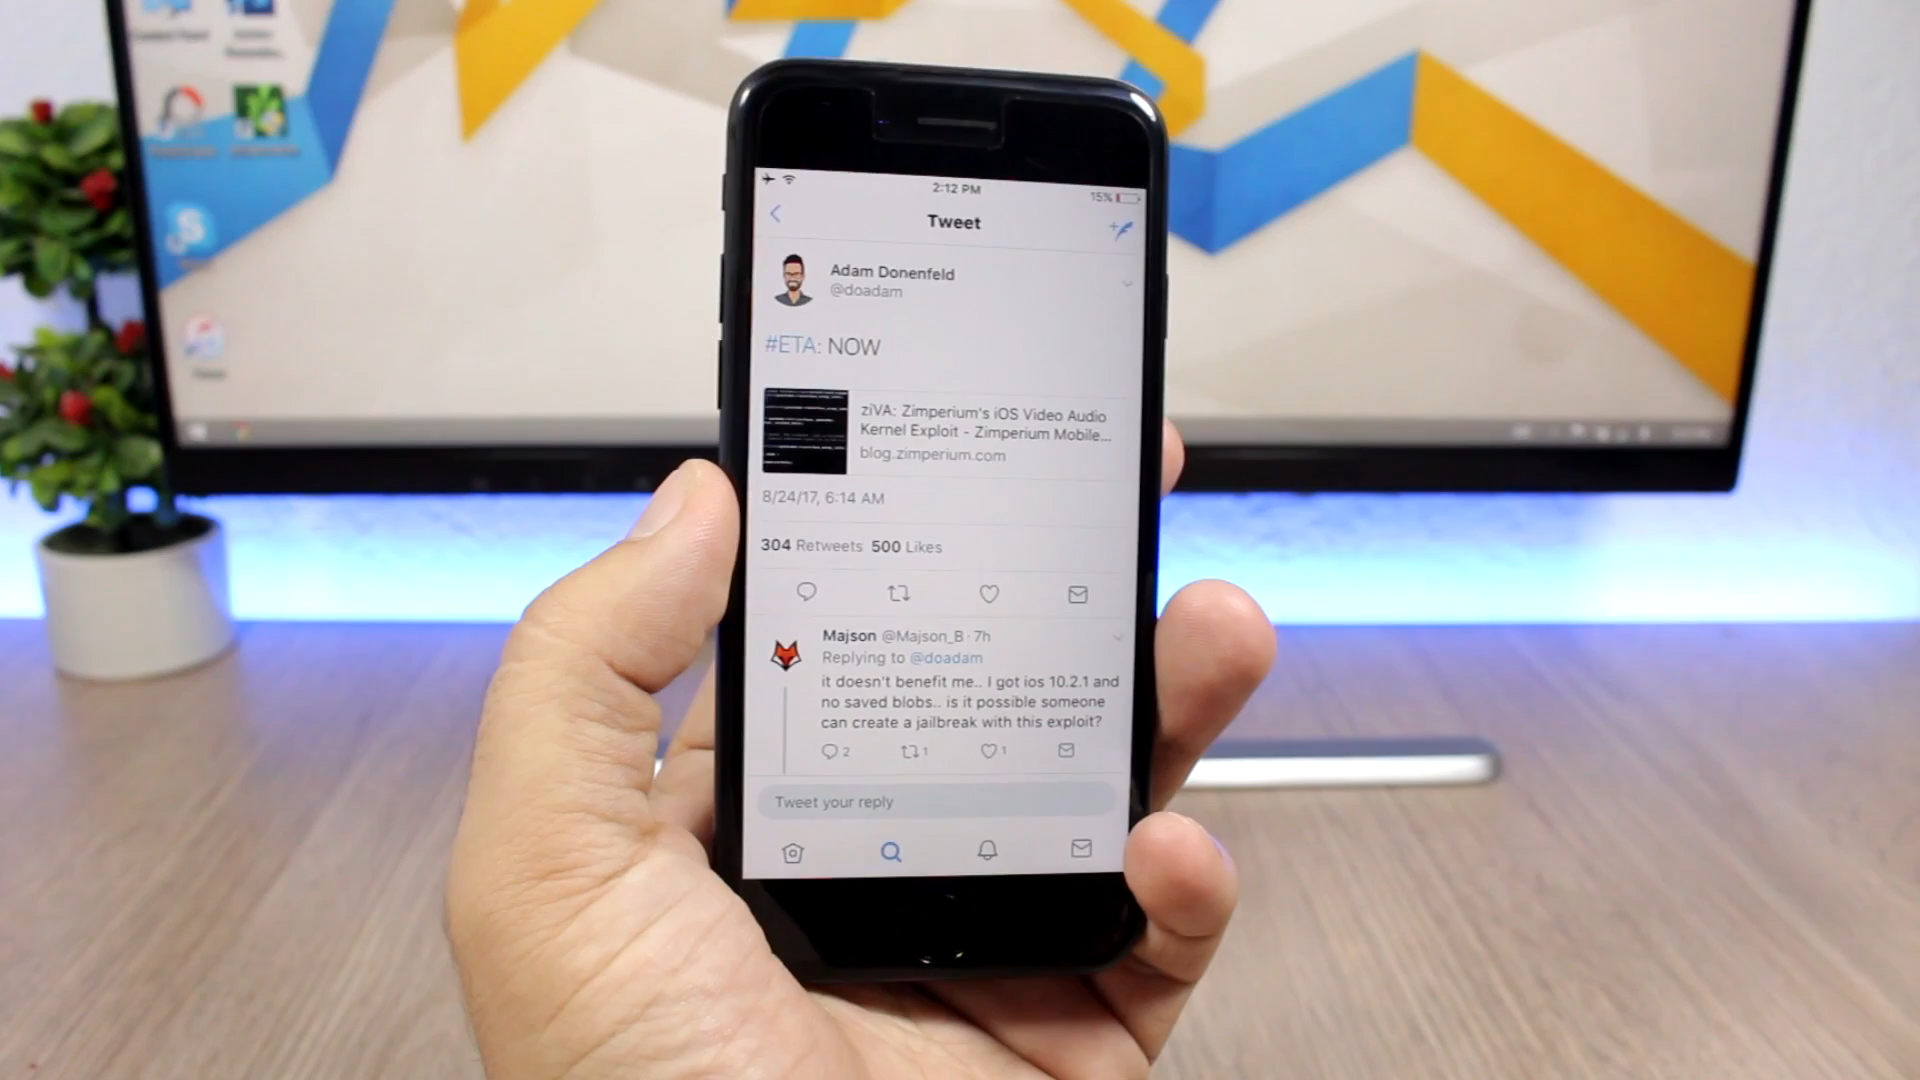 2:12 PM
15%
Tweet
Adam Donenfeld
@doadam
#ETA: NOW
ziVA: Zimperium's iOS Video Audio
Kernel Exploit - Zimperium Mobile...
blog.zimperium.com
8/24/17, 6:14 AM
304 Retweets 500 Likes
Majson @Majson_B · 7h
Replying to @doadam
it doesn't benefit me.. I got ios 10.2.1 and
no saved blobs.. is it possible someone
can create a jailbreak with this exploit?
2 1 1
Tweet your reply